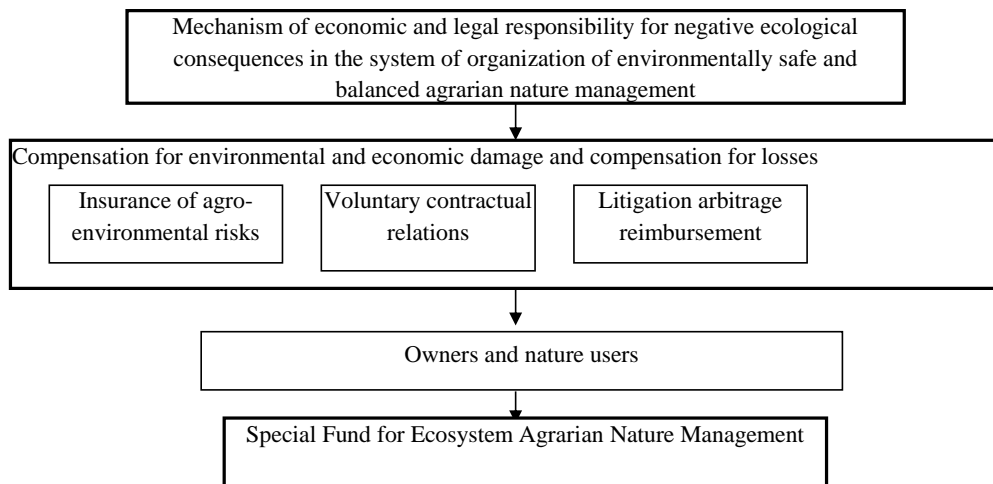 Mechanism of economic and legal responsibility for negative ecological
consequences in the system of organization of environmentally safe and
balanced agrarian nature management
Compensation for environmental and economic damage and compensation for losses
Insurance of agro-
environmental risks
Voluntary contractual
relations
Litigation arbitrage
reimbursement
Owners and nature users
Special Fund for Ecosystem Agrarian Nature Management